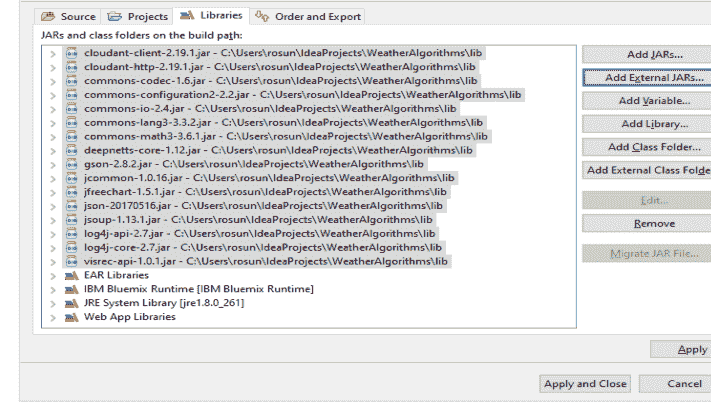 Source Projects Libraries Order and Export
JARs and class folders on the build path:
cloudant-client-2.19.1.jar - C:\Users\rosun\IdeaProjects\WeatherAlgorithms\lib
cloudant-http-2.19.1.jar - C:\Users\rosun\IdeaProjects\WeatherAlgorithms\lib
commons-codec-1.6.jar - C:\Users\rosun\IdeaProjects\WeatherAlgorithms\lib
commons-configuration2-2.2.jar - C:\Users\rosun\IdeaProjects\WeatherAlgorithms\lib
commons-io-2.4.jar - C:\Users\rosun\IdeaProjects\WeatherAlgorithms\lib
commons-lang3-3.3.2.jar - C:\Users\rosun\IdeaProjects\WeatherAlgorithms\lib
commons-math3-3.6.1.jar - C:\Users\rosun\IdeaProjects\WeatherAlgorithms\lib
deepnetts-core-1.12.jar - C:\Users\rosun\IdeaProjects\WeatherAlgorithms\lib
gson-2.8.2.jar - C:\Users\rosun\IdeaProjects\WeatherAlgorithms\lib
jcommon-1.0.16.jar - C:\Users\rosun\IdeaProjects\WeatherAlgorithms\lib
jfreechart-1.5.1.jar - C:\Users\rosun\IdeaProjects\WeatherAlgorithms\lib
json-20170516.jar - C:\Users\rosun\IdeaProjects\WeatherAlgorithms\lib
jsoup-1.13.1.jar - C:\Users\rosun\IdeaProjects\WeatherAlgorithms\lib
log4j-api-2.7.jar - C:\Users\rosun\IdeaProjects\WeatherAlgorithms\lib
log4j-core-2.7.jar - C:\Users\rosun\IdeaProjects\WeatherAlgorithms\lib
visrec-api-1.0.1.jar - C:\Users\rosun\IdeaProjects\WeatherAlgorithms\lib
EAR Libraries
IBM Bluemix Runtime [IBM Bluemix Runtime]
JRE System Library [jre1.8.0_261]
Web App Libraries
Add JARs...
Add External JARs...
Add Variable...
Add Library...
Add Class Folder...
Add External Class Folde
Edit...
Remove
Migrate JAR File...
Apply
Apply and Close
Cancel